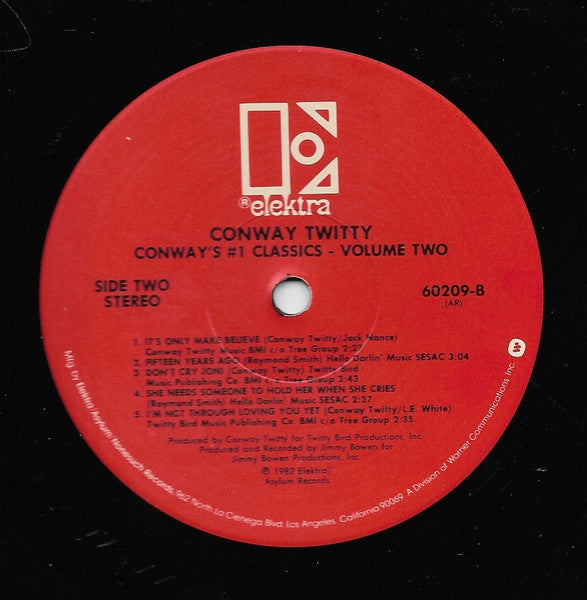 ® elektra
CONWAY TWITTY
CONWAY'S #1 CLASSICS - VOLUME TWO
SIDE TWO
STEREO
60209-B
(AR)
1. IT'S ONLY MAKE BELIEVE (Conway Twitty/Jack Nance)
Conway Twitty Music BMI c/o Tree Group 2:27
2. FIFTEEN YEARS AGO (Raymond Smith) Hello Darlin' Music SESAC 3:04
3. DON'T CRY JONI (Conway Twitty) Twitty Bird
Music Publishing Co. BMI c/o Tree Group 3:43
4. SHE NEEDS SOMEONE TO HOLD HER WHEN SHE CRIES
(Raymond Smith) Hello Darlin' Music SESAC 2:37
5. I'M NOT THROUGH LOVING YOU YET (Conway Twitty/L.E. White)
Twitty Bird Music Publishing Co. BMI c/o Tree Group 2:35
Produced by Conway Twitty for Twitty Bird Productions, Inc.
Produced and Recorded by Jimmy Bowen for
Jimmy Bowen Productions, Inc.
℗ 1982 Elektra/
Asylum Records
Mfg. by Elektra/Asylum/Nonesuch Records, 962 North La Cienega Blvd. Los Angeles, California 90069 A Division of Warner Communications Inc.